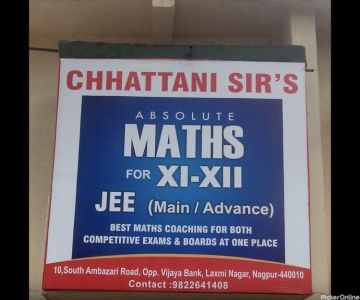 CHHATTANI SIR'S
ABSOLUTE
MATHS
FOR XI-XII
JEE (Main / Advance)
BEST MATHS COACHING FOR BOTH
COMPETITIVE EXAMS & BOARDS AT ONE PLACE
10,South Ambazari Road, Opp. Vijaya Bank, Laxmi Nagar, Nagpur-440010
Contact :9822641408
PickerOnline